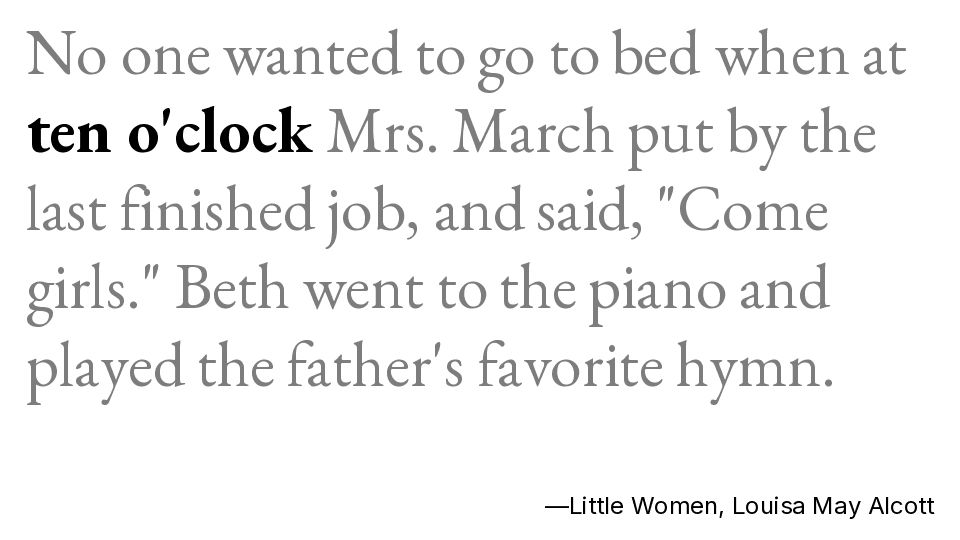 No one wanted to go to bed when at
ten o'clock Mrs. March put by the
last finished job, and said, "Come
girls." Beth went to the piano and
played the father's favorite hymn.
—Little Women, Louisa May Alcott